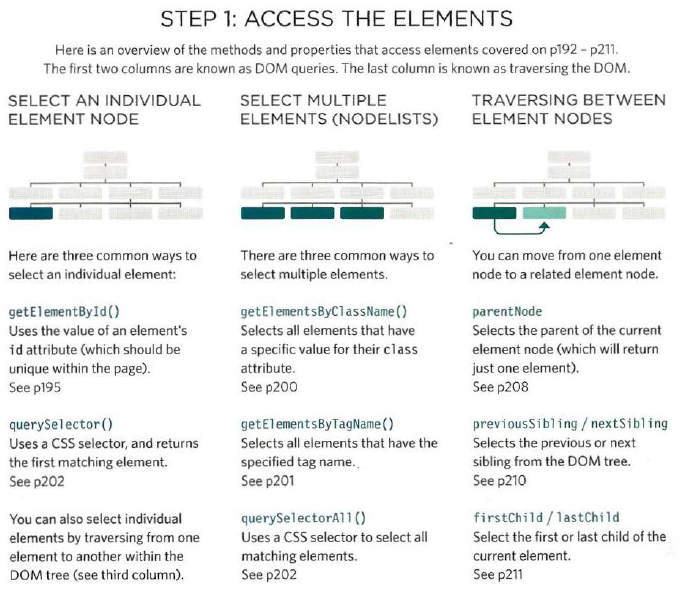 STEP 1: ACCESS THE ELEMENTS
Here is an overview of the methods and properties that access elements covered on p192 – p211.
The first two columns are known as DOM queries. The last column is known as traversing the DOM.
SELECT AN INDIVIDUAL
ELEMENT NODE
Here are three common ways to
select an individual element:
getElementById()
Uses the value of an element's
id attribute (which should be
unique within the page).
See p195
querySelector()
Uses a CSS selector, and returns
the first matching element.
See p202
You can also select individual
elements by traversing from one
element to another within the
DOM tree (see third column).
SELECT MULTIPLE
ELEMENTS (NODELISTS)
There are three common ways to
select multiple elements.
getElementsByClassName()
Selects all elements that have
a specific value for their class
attribute.
See p200
getElementsByTagName()
Selects all elements that have the
specified tag name.
See p201
querySelectorAll()
Uses a CSS selector to select all
matching elements.
See p202
TRAVERSING BETWEEN
ELEMENT NODES
You can move from one element
node to a related element node.
parentNode
Selects the parent of the current
element node (which will return
just one element).
See p208
previousSibling / nextSibling
Selects the previous or next
sibling from the DOM tree.
See p210
firstChild / lastChild
Select the first or last child of the
current element.
See p211